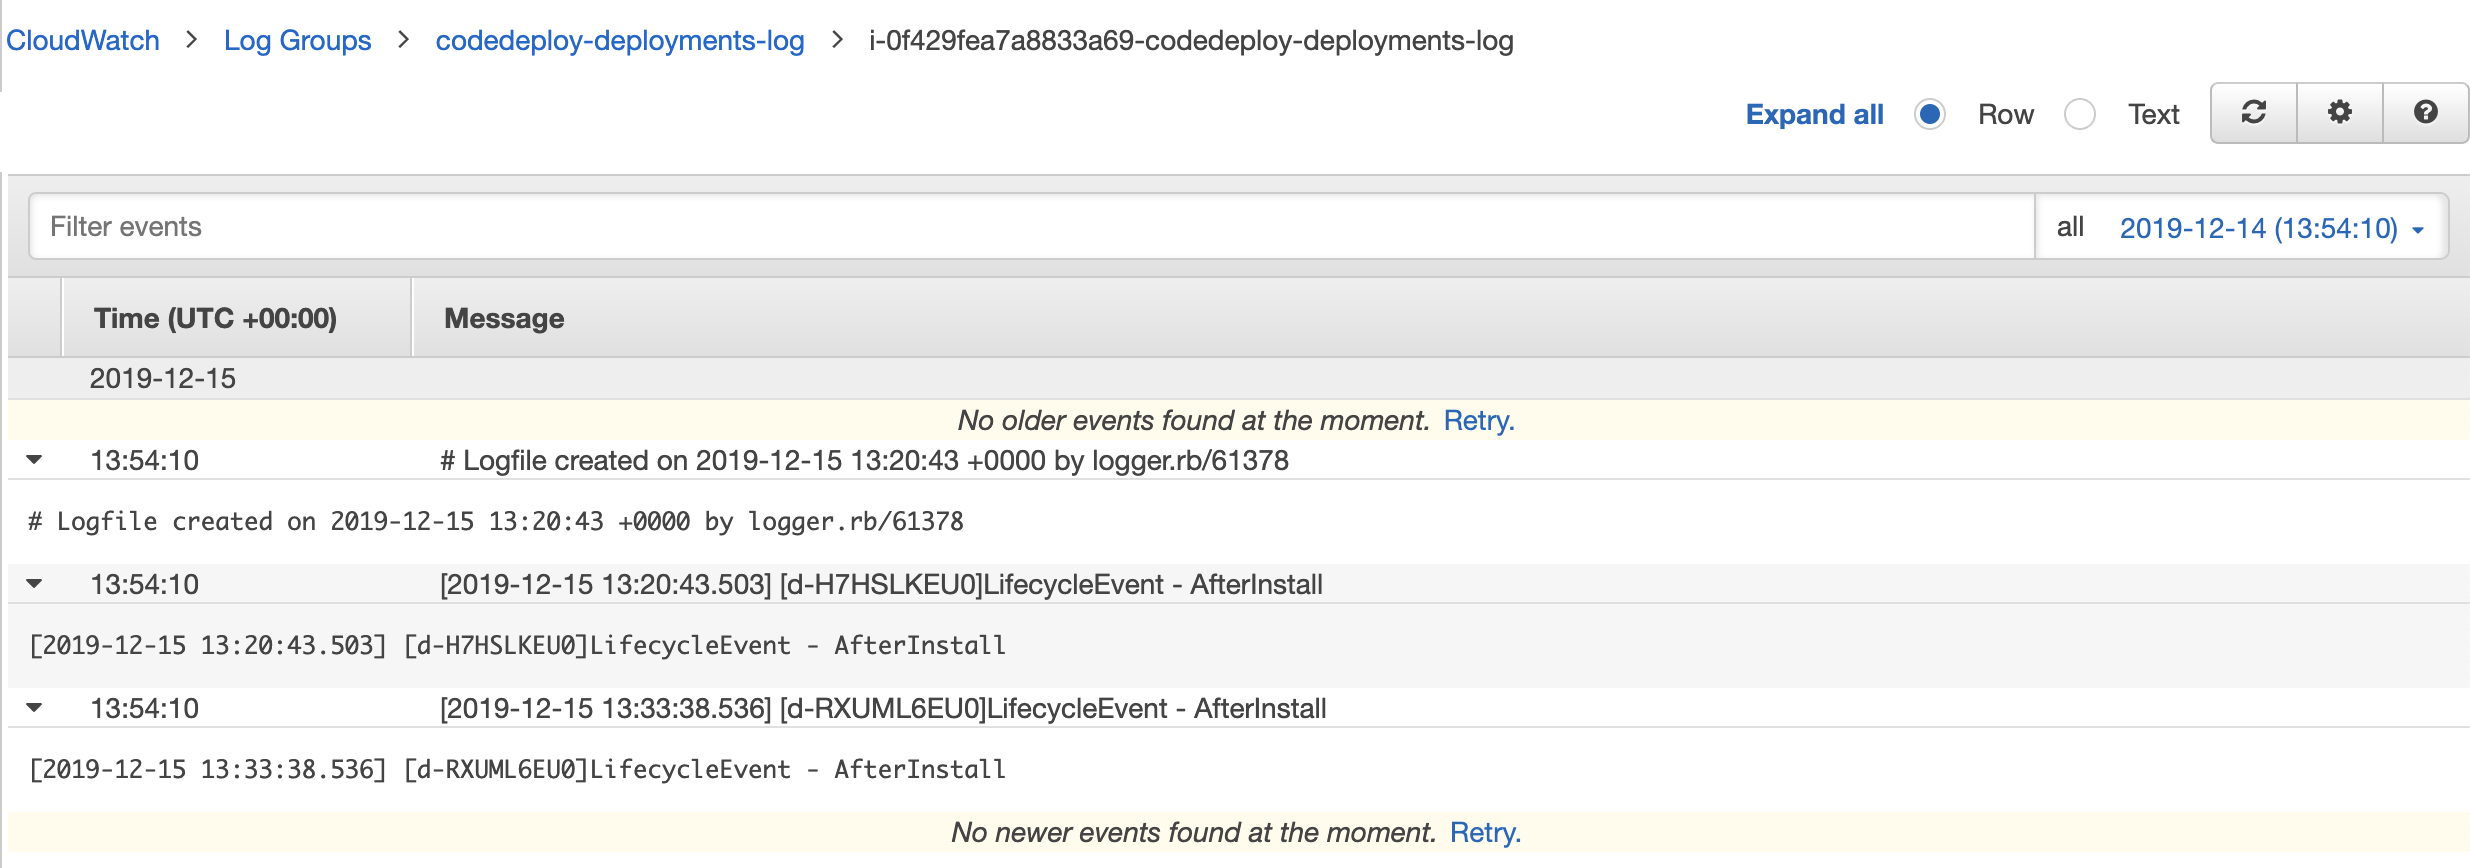 CloudWatch > Log Groups > codedeploy-deployments-log > i-0f429fea7a8833a69-codedeploy-deployments-log
Expand all Row Text
Filter events all 2019-12-14 (13:54:10)
Time (UTC +00:00) Message
2019-12-15
No older events found at the moment. Retry.
13:54:10 # Logfile created on 2019-12-15 13:20:43 +0000 by logger.rb/61378
# Logfile created on 2019-12-15 13:20:43 +0000 by logger.rb/61378
13:54:10 [2019-12-15 13:20:43.503] [d-H7HSLKEU0]LifecycleEvent - AfterInstall
[2019-12-15 13:20:43.503] [d-H7HSLKEU0]LifecycleEvent - AfterInstall
13:54:10 [2019-12-15 13:33:38.536] [d-RXUML6EU0]LifecycleEvent - AfterInstall
[2019-12-15 13:33:38.536] [d-RXUML6EU0]LifecycleEvent - AfterInstall
No newer events found at the moment. Retry.